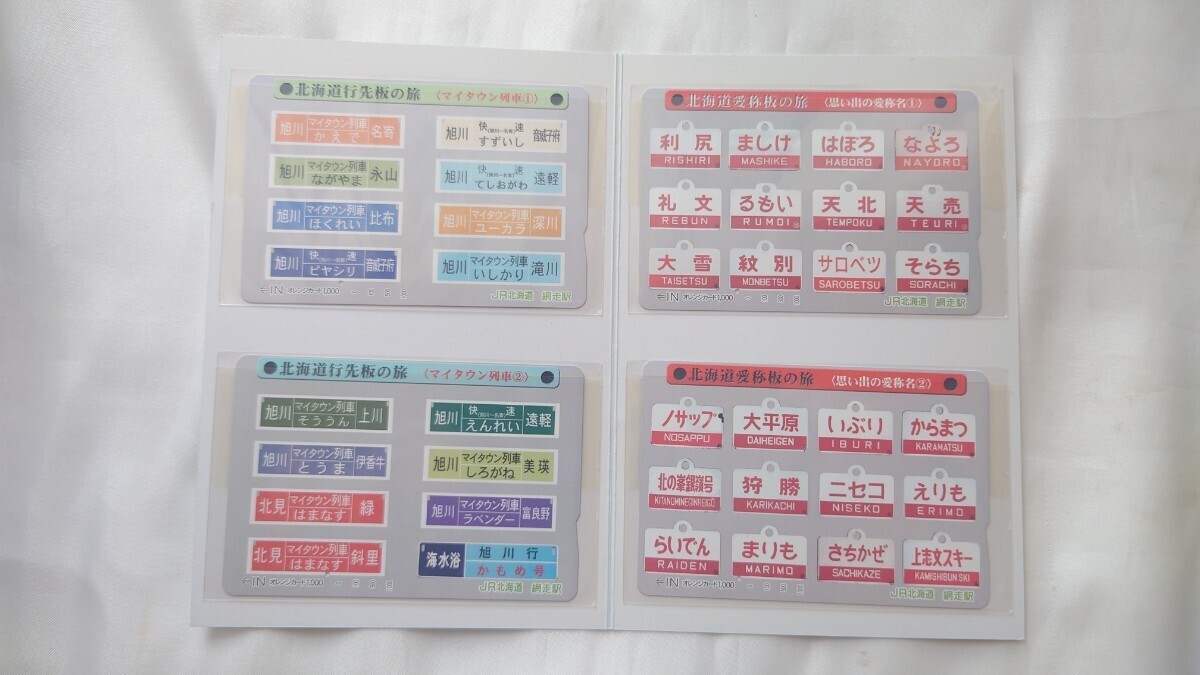 北海道行先板の旅 〈マイタウン列車①〉
旭川 マイタウン列車 かえで 名寄
旭川 快(旭川〜名寄)速 すずいし 音威子府
旭川 マイタウン列車 ながやま 永山
旭川 快 速 てしおがわ 遠軽
旭川 マイタウン列車 ほくれい 比布
旭川 マイタウン列車 ユーカラ 深川
旭川 快 速 ピヤシリ 音威子府
旭川 マイタウン列車 いしかり 滝川
←IN オレンジカード1,000
JR北海道 網走駅
北海道愛称板の旅 〈思い出の愛称名①〉
利尻 ましけ はぼろ なよろ
RISHIRI MASHIKE HABORO NAYORO
礼文 るもい 天北 天売
REBUN RUMOI TEMPOKU TEURI
大雪 紋別 サロベツ そらち
TAISETSU MONBETSU SAROBETSU SORACHI
←IN オレンジカード1,000
JR北海道 網走駅
北海道行先板の旅 〈マイタウン列車②〉
旭川 マイタウン列車 そううん 上川
旭川 快 速 えんれい 遠軽
旭川 マイタウン列車 とうま 伊香牛
旭川 マイタウン列車 しろがね 美瑛
北見 マイタウン列車 はまなす 緑
旭川 マイタウン列車 ラベンダー 富良野
北見 マイタウン列車 はまなす 斜里
海水浴 旭川行 かもめ号
←IN オレンジカード1,000
JR北海道 網走駅
北海道愛称板の旅 〈思い出の愛称名②〉
ノサップ 大平原 いぶり からまつ
NOSAPPU DAIHEIGEN IBURI KARAMATSU
北の峯銀嶺号 狩勝 ニセコ えりも
KITANOMINEGINREIGŌ KARIKACHI NISEKO ERIMO
らいでん まりも さちかぜ 上志文スキー
RAIDEN MARIMO SACHIKAZE KAMISHIBUN SKI
←IN オレンジカード1,000
JR北海道 網走駅